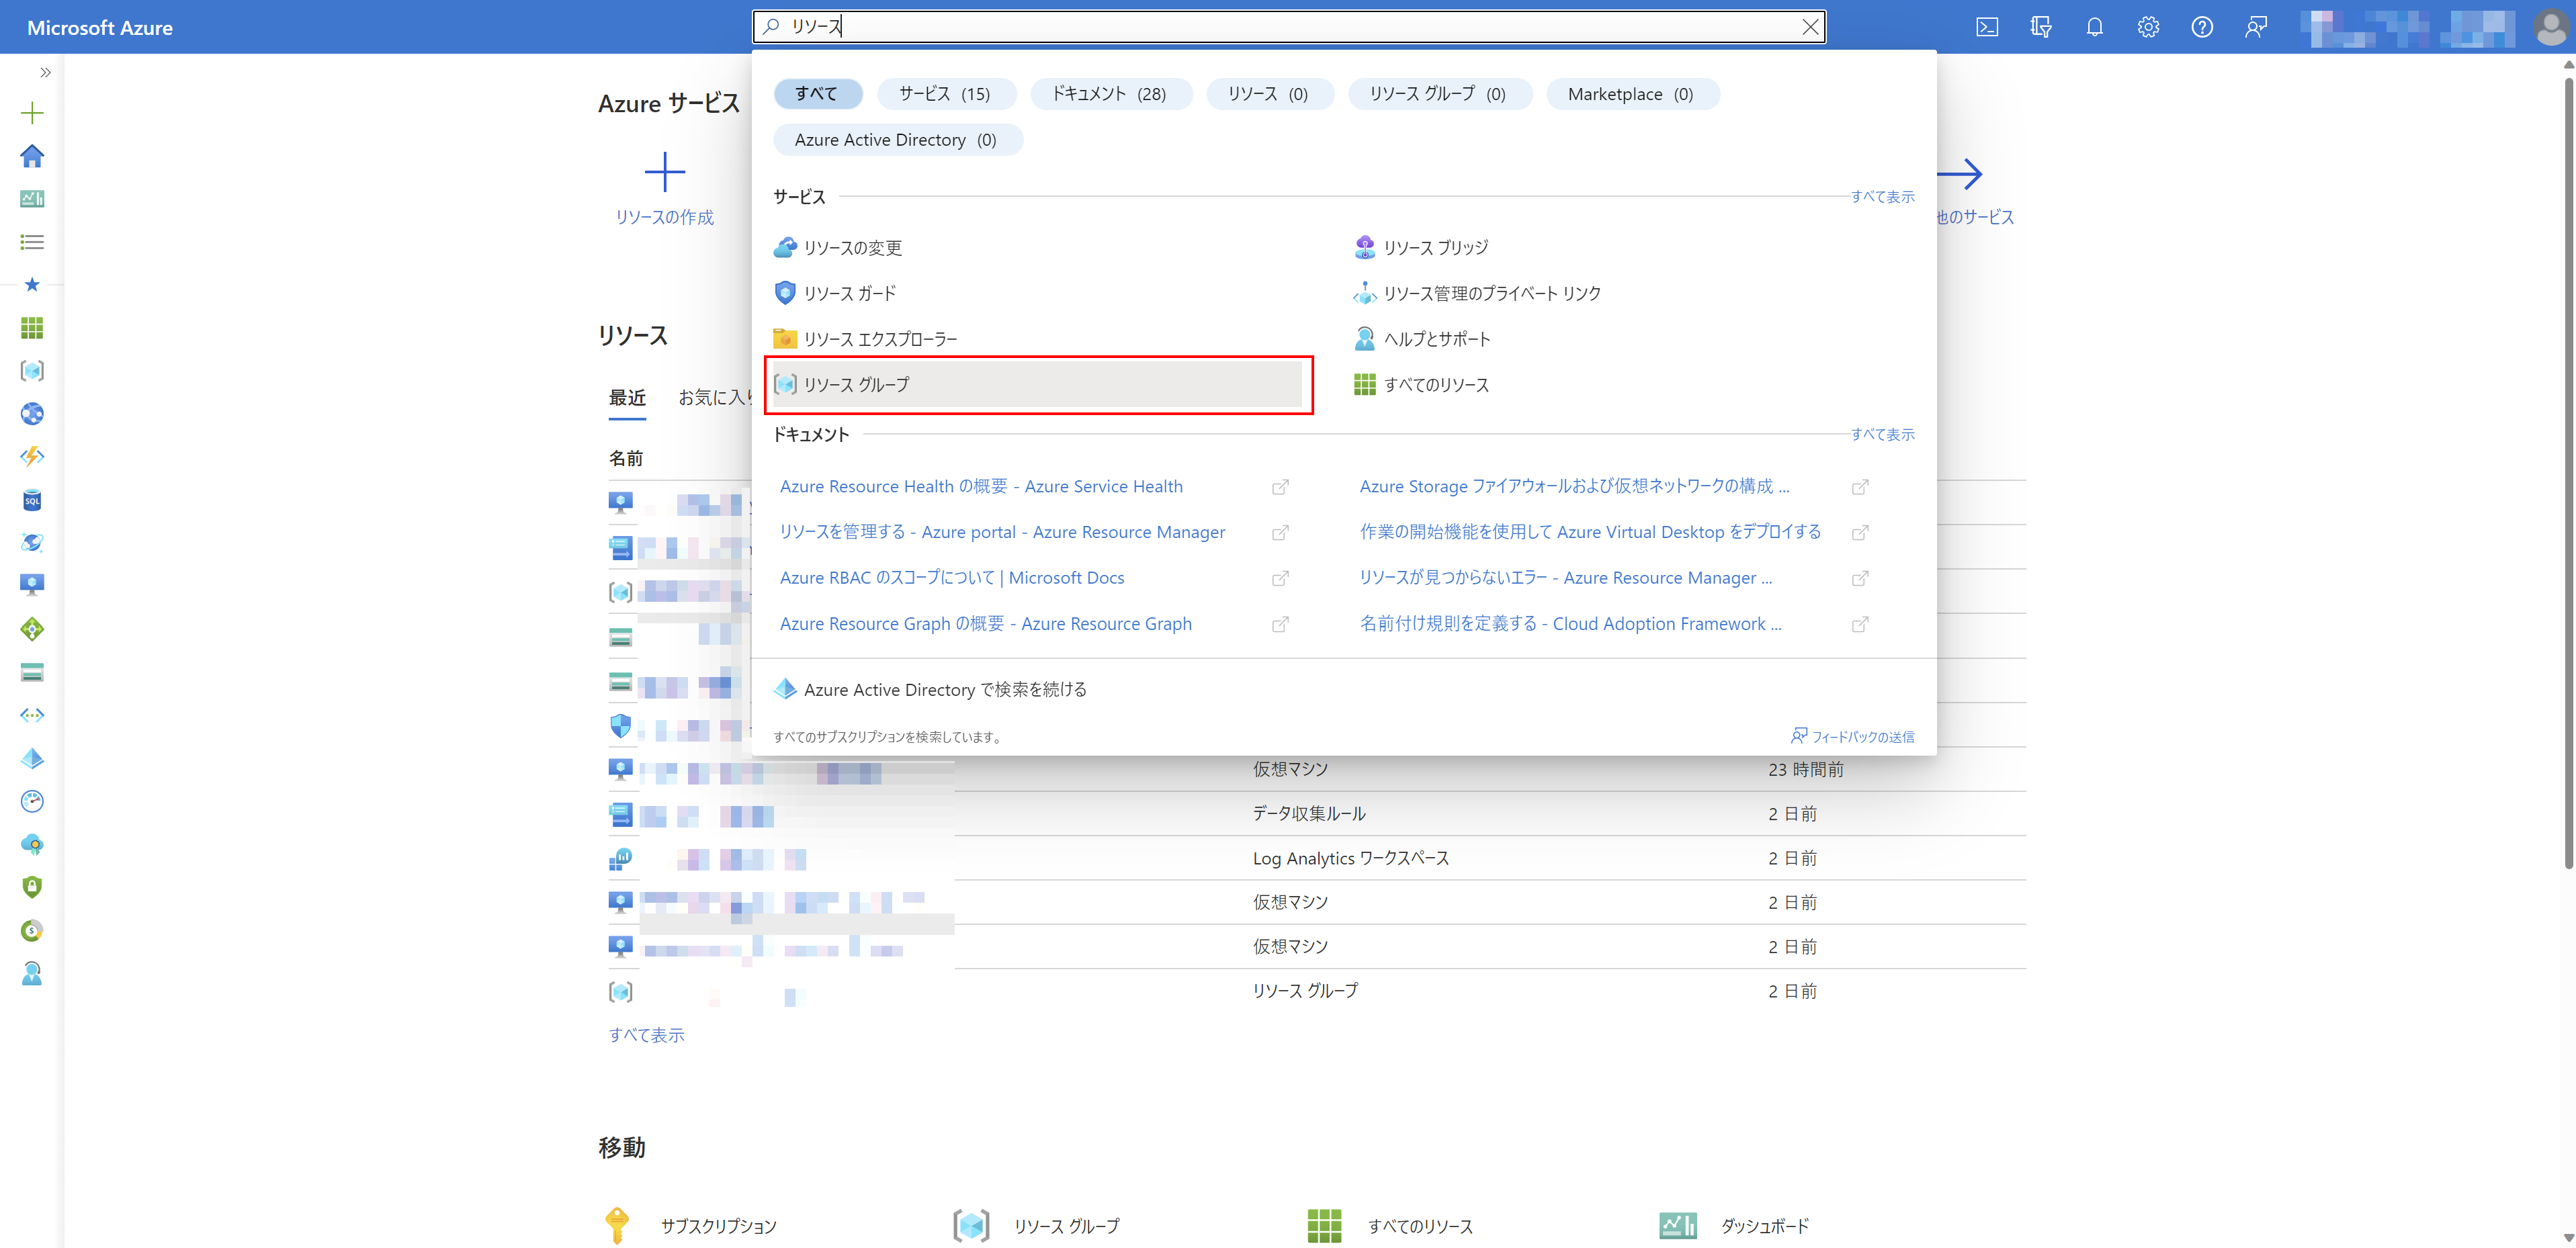 Microsoft Azure
リソース
すべて
サービス (15)
ドキュメント (28)
リソース (0)
リソース グループ (0)
Marketplace (0)
Azure Active Directory (0)
Azure サービス
リソースの作成
他のサービス
サービス
すべて表示
リソースの変更
リソース ブリッジ
リソース ガード
リソース管理のプライベート リンク
リソース エクスプローラー
ヘルプとサポート
リソース グループ
すべてのリソース
ドキュメント
すべて表示
Azure Resource Health の概要 - Azure Service Health
Azure Storage ファイアウォールおよび仮想ネットワークの構成 ...
リソースを管理する - Azure portal - Azure Resource Manager
作業の開始機能を使用して Azure Virtual Desktop をデプロイする
Azure RBAC のスコープについて | Microsoft Docs
リソースが見つからないエラー - Azure Resource Manager ...
Azure Resource Graph の概要 - Azure Resource Graph
名前付け規則を定義する - Cloud Adoption Framework ...
Azure Active Directory で検索を続ける
すべてのサブスクリプションを検索しています。
フィードバックの送信
リソース
最近
お気に入り
名前
仮想マシン
23 時間前
データ収集ルール
2 日前
Log Analytics ワークスペース
2 日前
仮想マシン
2 日前
仮想マシン
2 日前
リソース グループ
2 日前
すべて表示
移動
サブスクリプション
リソース グループ
すべてのリソース
ダッシュボード
SQL